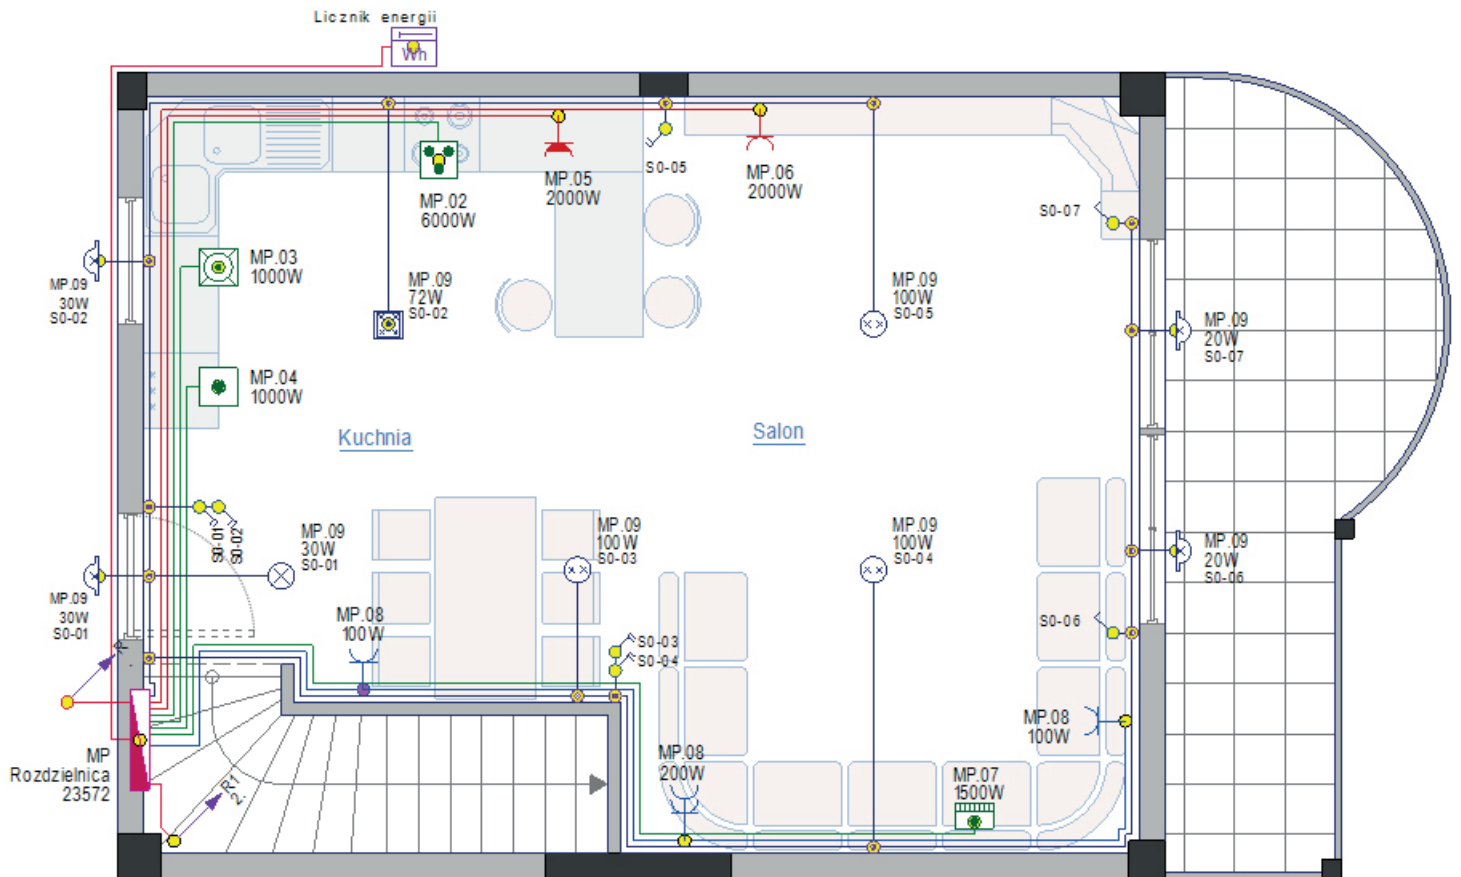 Licznik energii
Wh
S0-05
MP.05
2000W
MP.06
2000W
MP.02
6000W
S0-07
MP.03
1000W
MP.09
30W
S0-02
MP.09
72W
S0-02
MP.09
100W
S0-05
MP.09
20W
S0-07
MP.04
1000W
Kuchnia
Salon
S0-01
S0-02
MP.09
30W
S0-01
MP.09
100W
S0-03
MP.09
100W
S0-04
MP.09
20W
S0-06
MP.09
30W
S0-01
MP.08
100W
S0-03
S0-04
S0-06
MP.08
100W
MP
Rozdzielnica
23572
R1
2.
MP.08
200W
MP.07
1500W